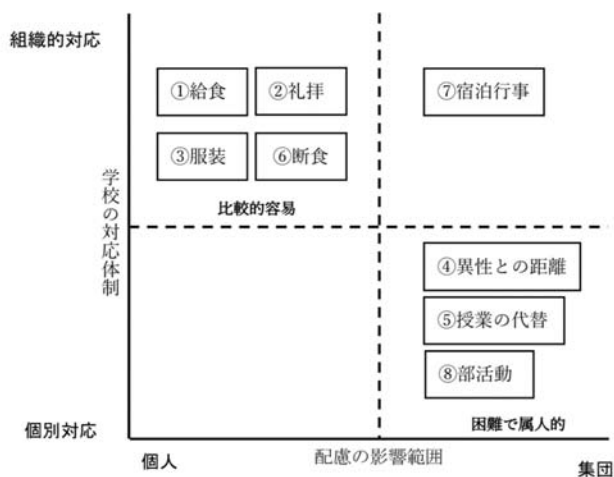 組織的対応
①給食
②礼拝
⑦宿泊行事
③服装
⑥断食
比較的容易
学校の対応体制
④異性との距離
⑤授業の代替
⑧部活動
困難で属人的
個別対応
個人
配慮の影響範囲
集団